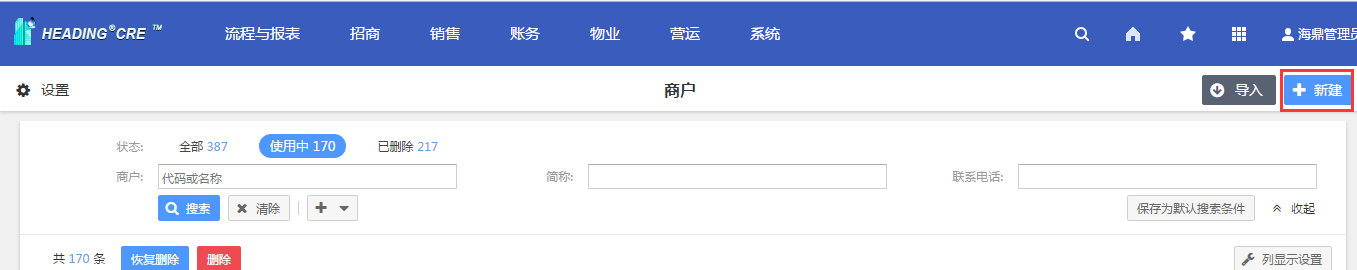 HEADING®CRE ™ 流程与报表 招商 销售 账务 物业 营运 系统 海鼎管理员
设置 商户 导入 新建
状态: 全部 387 使用中 170 已删除 217
商户: 代码或名称 简称: 联系电话:
搜索 清除 保存为默认搜索条件 收起
共 170 条 恢复删除 删除 列显示设置